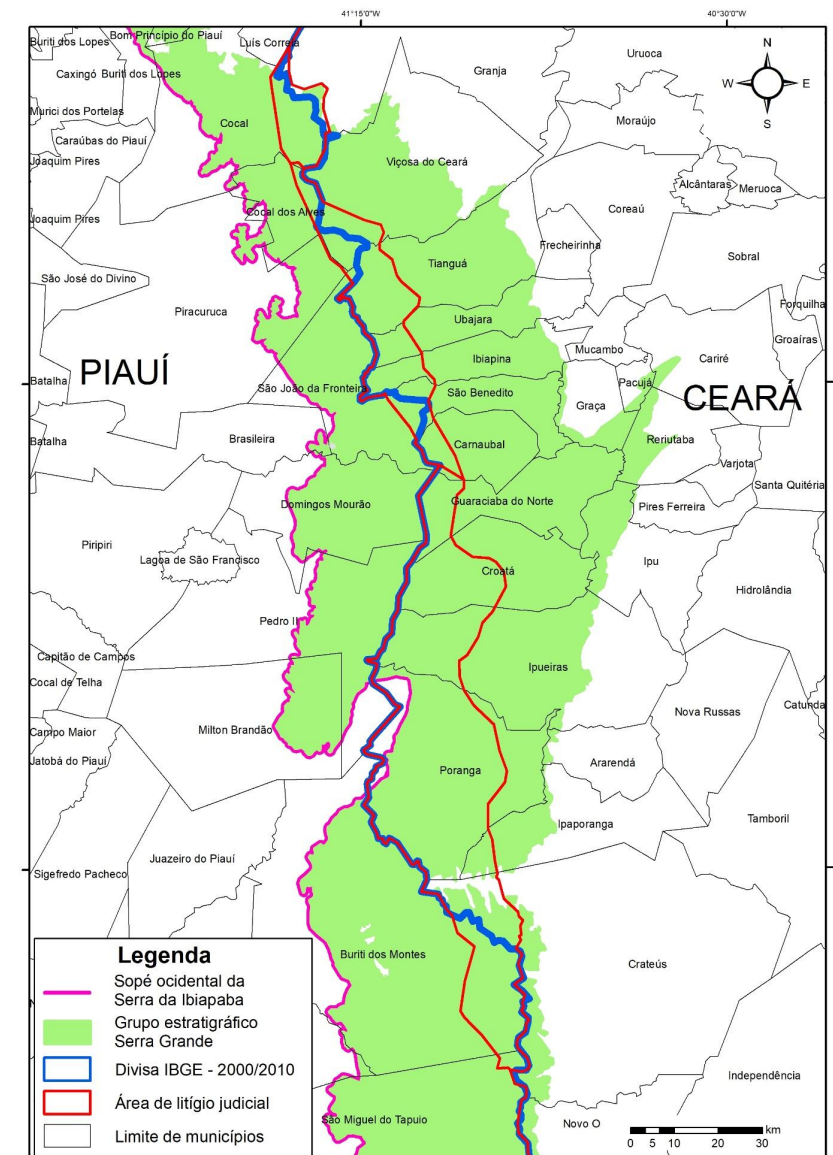 41°15'0"W
40°30'0"W
Buriti dos Lopes
Bom Princípio do Piauí
Luís Correia
Uruoca
N
W
E
S
Caxingó
Buriti dos Lopes
Granja
Murici dos Portelas
Cocal
Moraújo
Caraúbas do Piauí
Joaquim Pires
Viçosa do Ceará
Alcântaras
Meruoca
Joaquim Pires
Cocal dos Alves
Coreaú
Frecheirinha
Sobral
São José do Divino
Tianguá
Piracuruca
Forquilha
Ubajara
Groaíras
Mucambo
Ibiapina
Cariré
PIAUÍ
Batalha
São João da Fronteira
São Benedito
Pacujá
CEARÁ
Graça
Batalha
Brasileira
Carnaubal
Reriutaba
Varjota
Santa Quitéria
Domingos Mourão
Guaraciaba do Norte
Pires Ferreira
Piripiri
Lagoa de São Francisco
Croatá
Ipu
Hidrolândia
Pedro II
Capitão de Campos
Ipueiras
Cocal de Telha
Nova Russas
Catunda
Campo Maior
Milton Brandão
Jatobá do Piauí
Poranga
Ararendá
Ipaporanga
Tamboril
Juazeiro do Piauí
Sigefredo Pacheco
Buriti dos Montes
Crateús
Independência
São Miguel do Tapuio
Novo O
Legenda
Sopé ocidental da
Serra da Ibiapaba
Grupo estratigráfico
Serra Grande
Divisa IBGE - 2000/2010
Área de litígio judicial
Limite de municípios
km
0 5 10 20 30